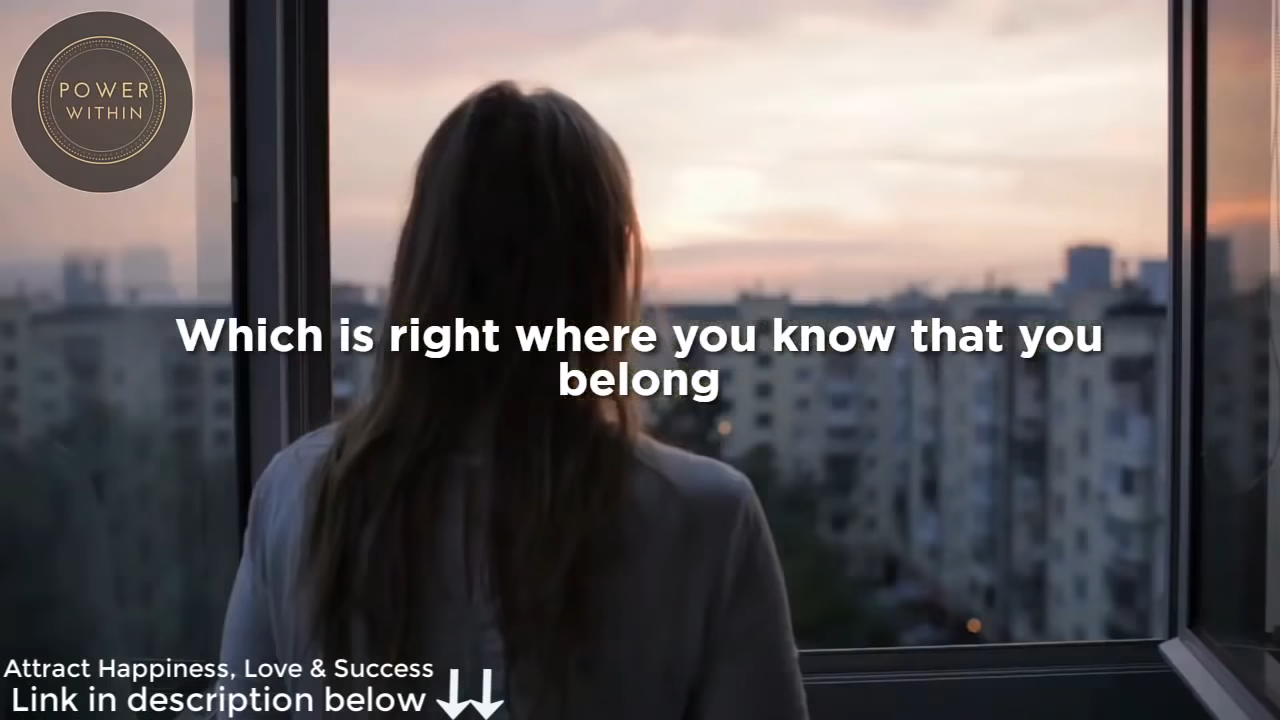 POWER
WITHIN
Which is right where you know that you
belong
Attract Happiness, Love & Success
Link in description below